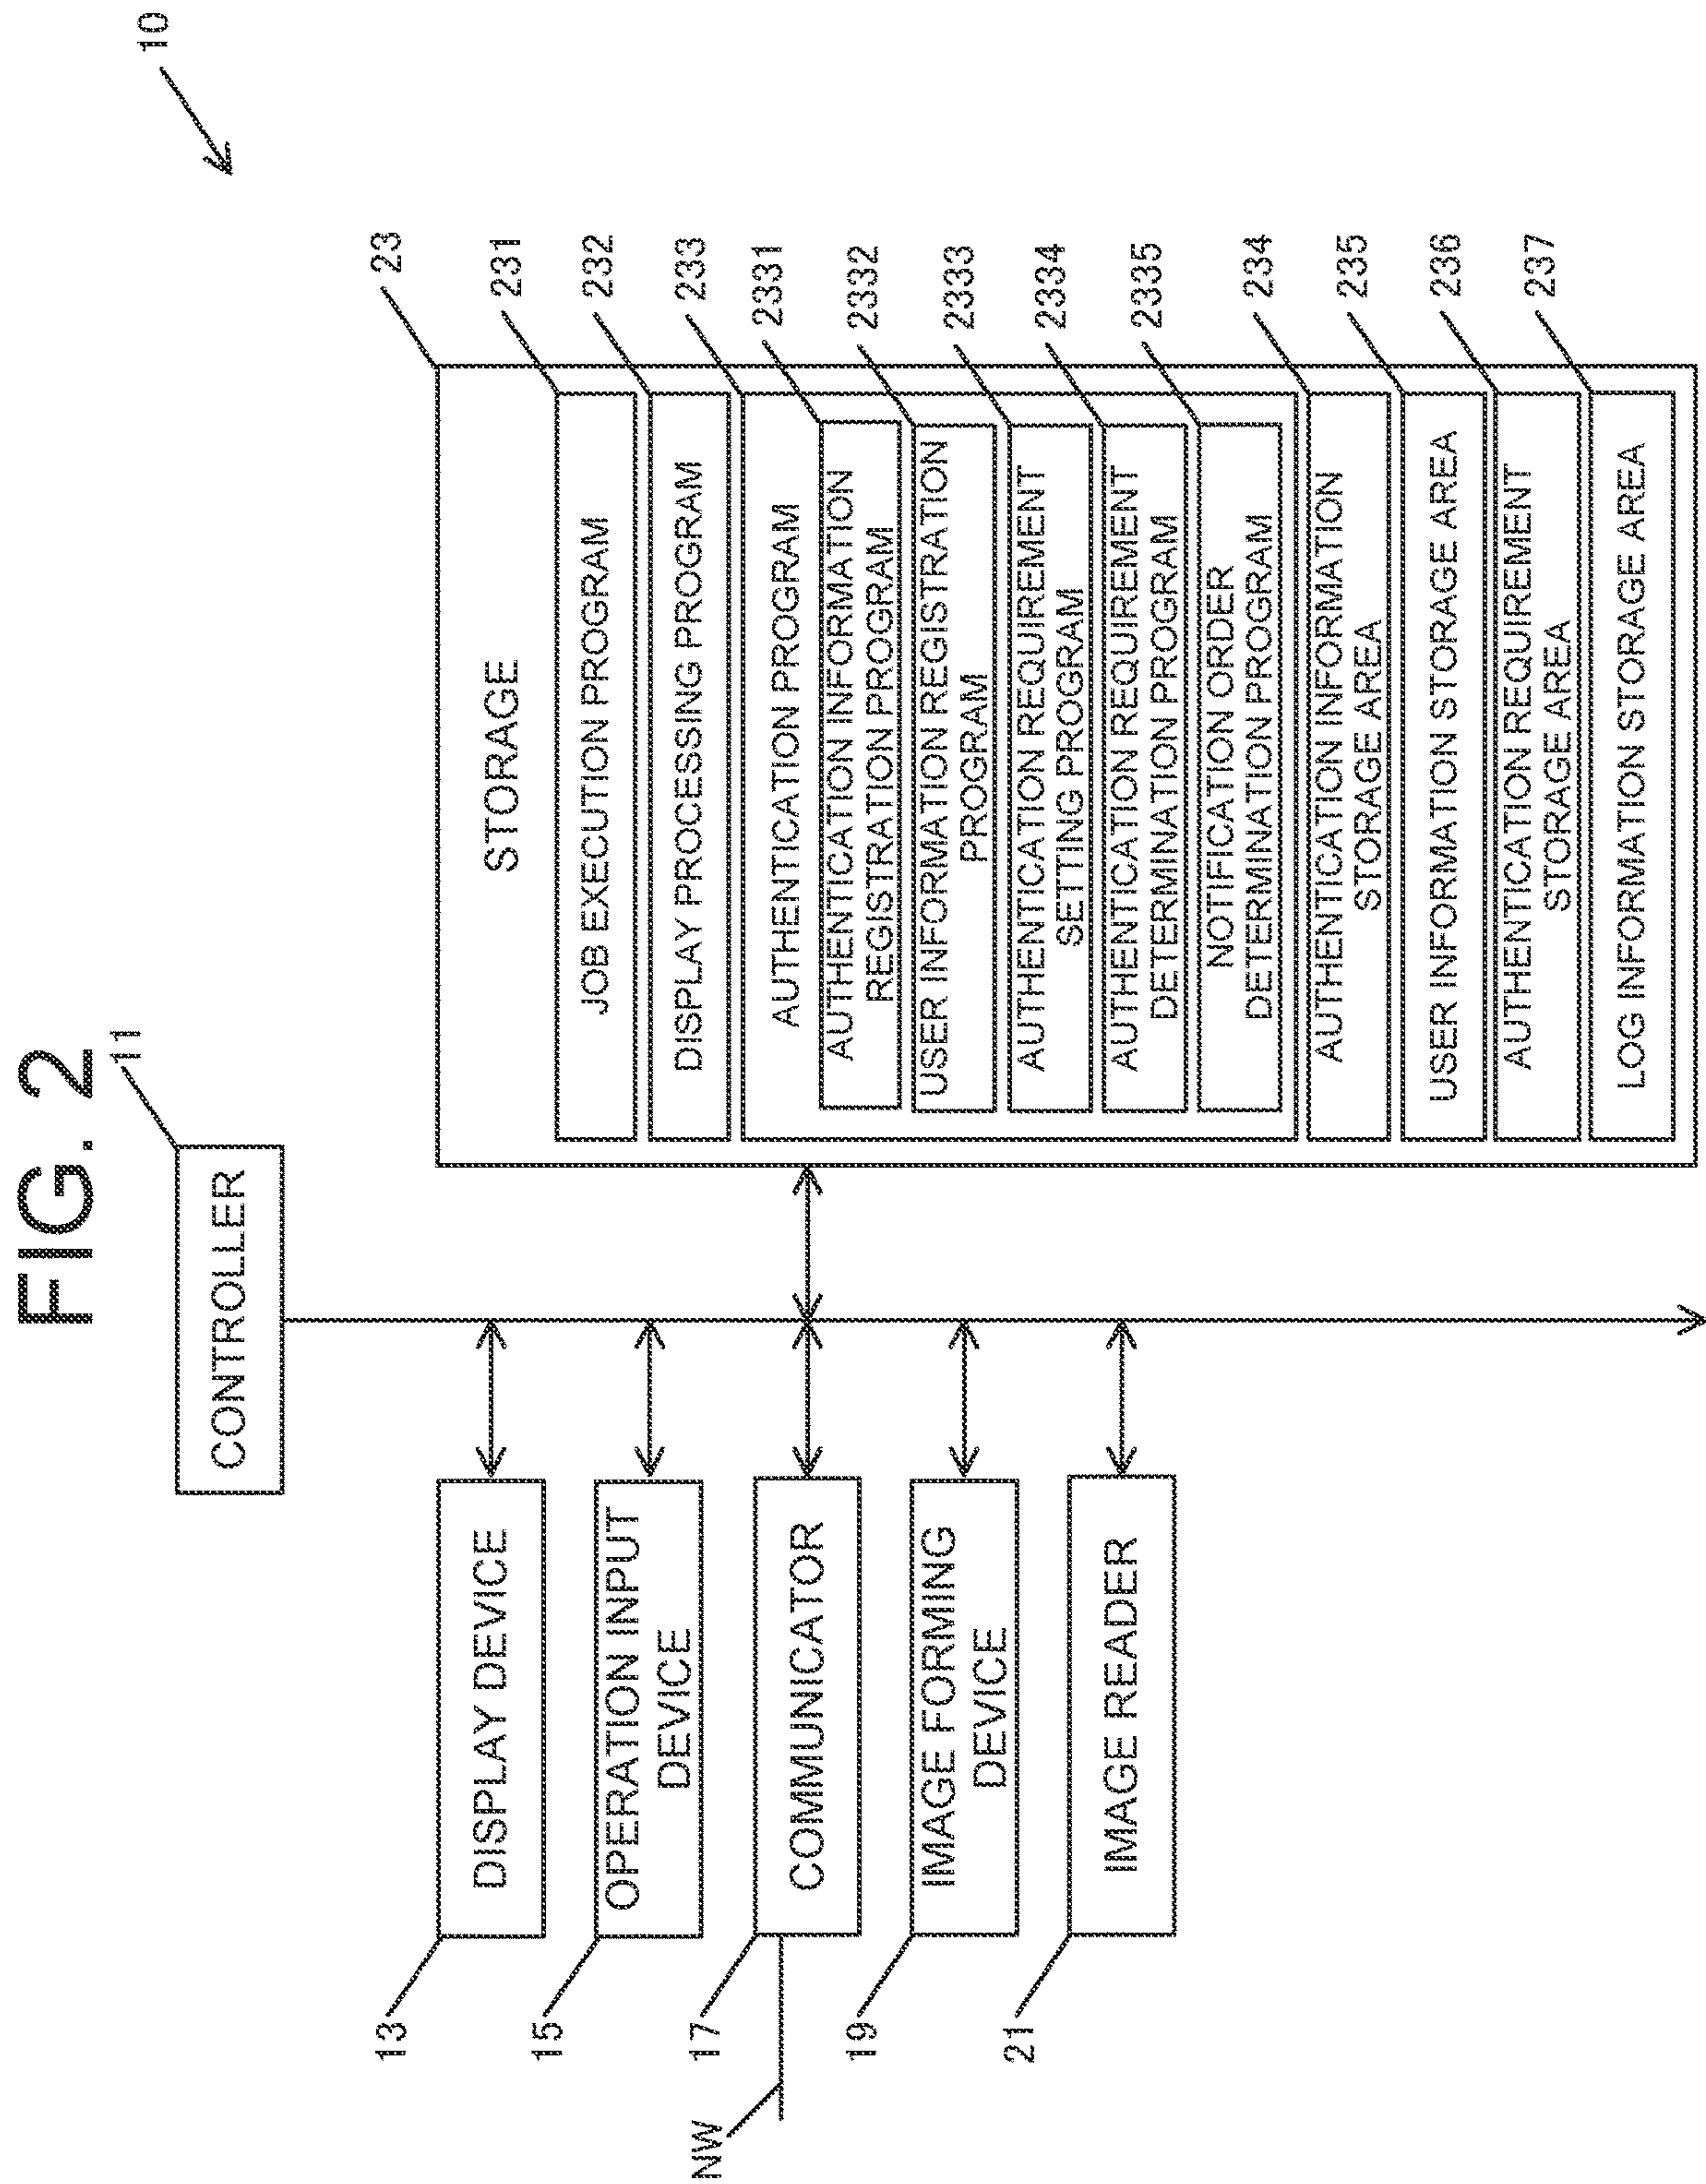 FIG. 2
10
11
CONTROLLER
13
DISPLAY DEVICE
15
OPERATION INPUT
DEVICE
17
COMMUNICATOR
NW
19
IMAGE FORMING
DEVICE
21
IMAGE READER
23
STORAGE
231
JOB EXECUTION PROGRAM
232
DISPLAY PROCESSING PROGRAM
233
AUTHENTICATION PROGRAM
2331
AUTHENTICATION INFORMATION
REGISTRATION PROGRAM
2332
USER INFORMATION REGISTRATION
PROGRAM
2333
AUTHENTICATION REQUIREMENT
SETTING PROGRAM
2334
AUTHENTICATION REQUIREMENT
DETERMINATION PROGRAM
2335
NOTIFICATION ORDER
DETERMINATION PROGRAM
234
AUTHENTICATION INFORMATION
STORAGE AREA
235
USER INFORMATION STORAGE AREA
236
AUTHENTICATION REQUIREMENT
STORAGE AREA
237
LOG INFORMATION STORAGE AREA